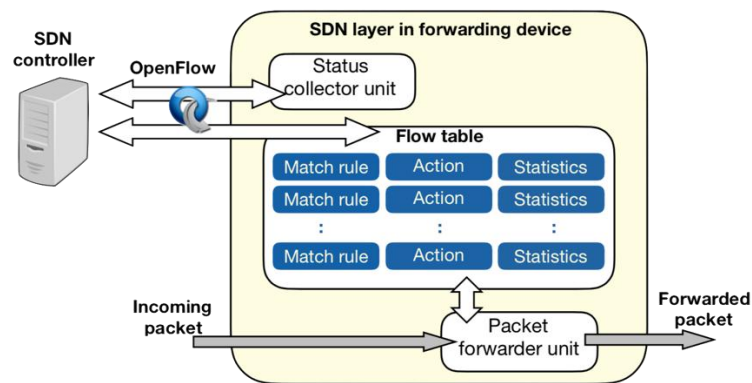 SDN layer in forwarding device
SDN
controller
OpenFlow
Status
collector unit
Flow table
Match rule Action Statistics
Match rule Action Statistics
: : :
Match rule Action Statistics
Incoming
packet
Packet
forwarder unit
Forwarded
packet